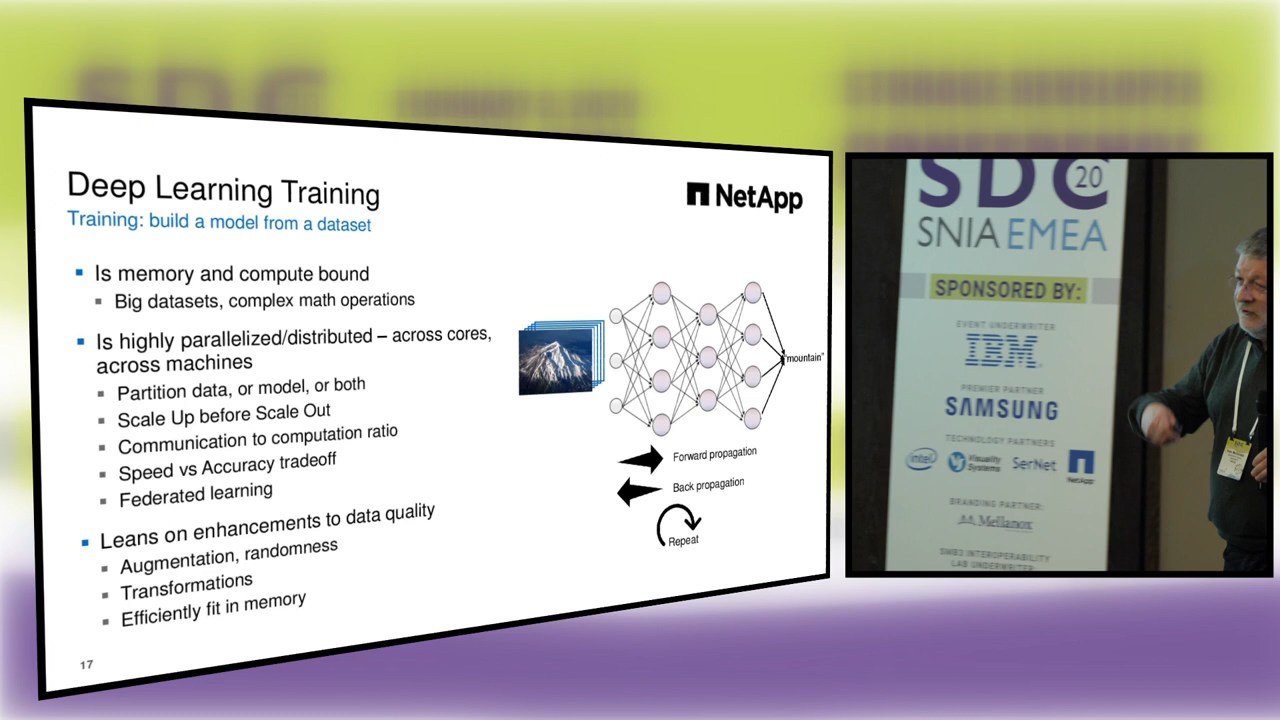 Deep Learning Training
Training: build a model from a dataset
NetApp
Is memory and compute bound
Big datasets, complex math operations
Is highly parallelized/distributed – across cores,
across machines
Partition data, or model, or both
Scale Up before Scale Out
Communication to computation ratio
Speed vs Accuracy tradeoff
Federated learning
Leans on enhancements to data quality
Augmentation, randomness
Transformations
Efficiently fit in memory
17
"mountain"
Forward propagation
Back propagation
Repeat
SDC
20
SNIA EMEA
SPONSORED BY:
EVENT UNDERWRITER
IBM
PREMIER PARTNER
SAMSUNG
TECHNOLOGY PARTNERS
intel
Visuality
Systems
SerNet
NetApp
BRANDING PARTNER:
Mellanox
SMB3 INTEROPERABILITY
LAB UNDERWRITER: